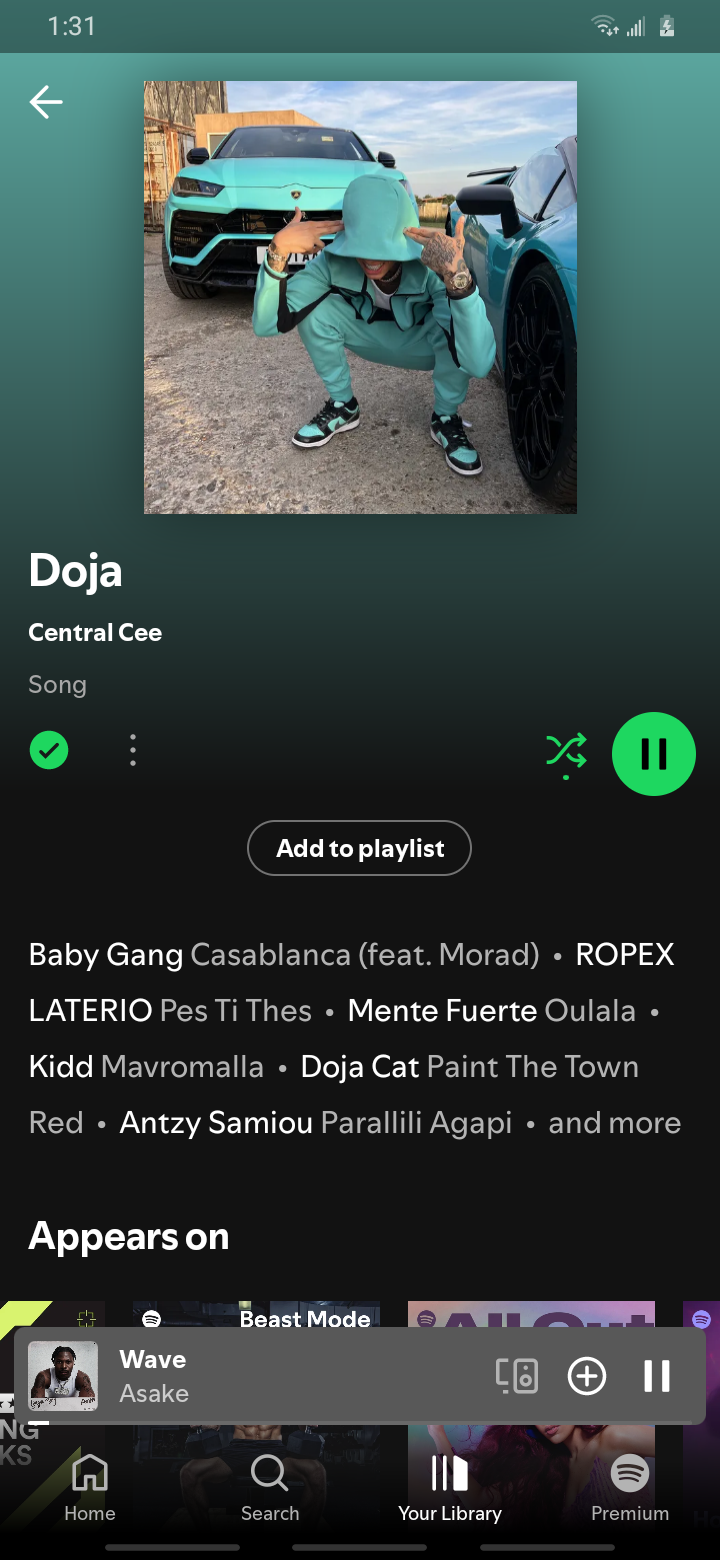 1:31
Doja
Central Cee
Song
Add to playlist
Baby Gang Casablanca (feat. Morad) • ROPEX
LATERIO Pes Ti Thes • Mente Fuerte Oulala •
Kidd Mavromalla • Doja Cat Paint The Town
Red • Antzy Samiou Parallili Agapi • and more
Appears on
Beast Mode
All Out
Wave
Asake
NG
KS
Home
Search
Your Library
Premium